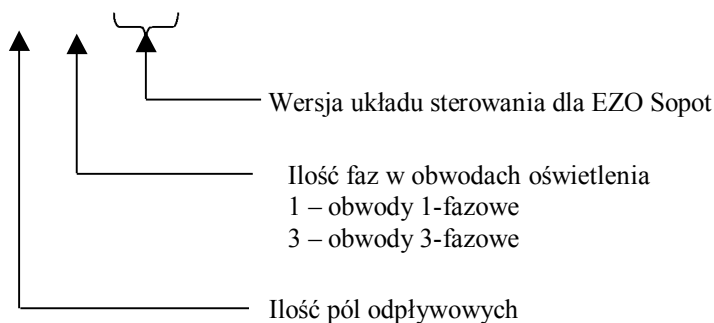 Wersja układu sterowania dla EZO Sopot
Ilość faz w obwodach oświetlenia
1 – obwody 1-fazowe
3 – obwody 3-fazowe
Ilość pól odpływowych